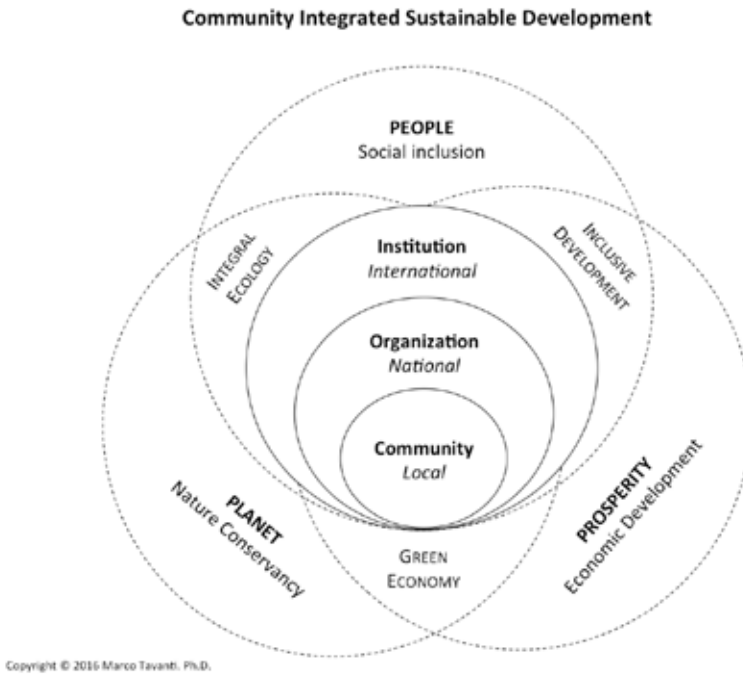 Community Integrated Sustainable Development
PEOPLE
Social inclusion
INTEGRAL
ECOLOGY
INCLUSIVE
DEVELOPMENT
Institution
International
Organization
National
Community
Local
PLANET
Nature Conservancy
PROSPERITY
Economic Development
GREEN
ECONOMY
Copyright © 2016 Marco Tavanti. Ph.D.